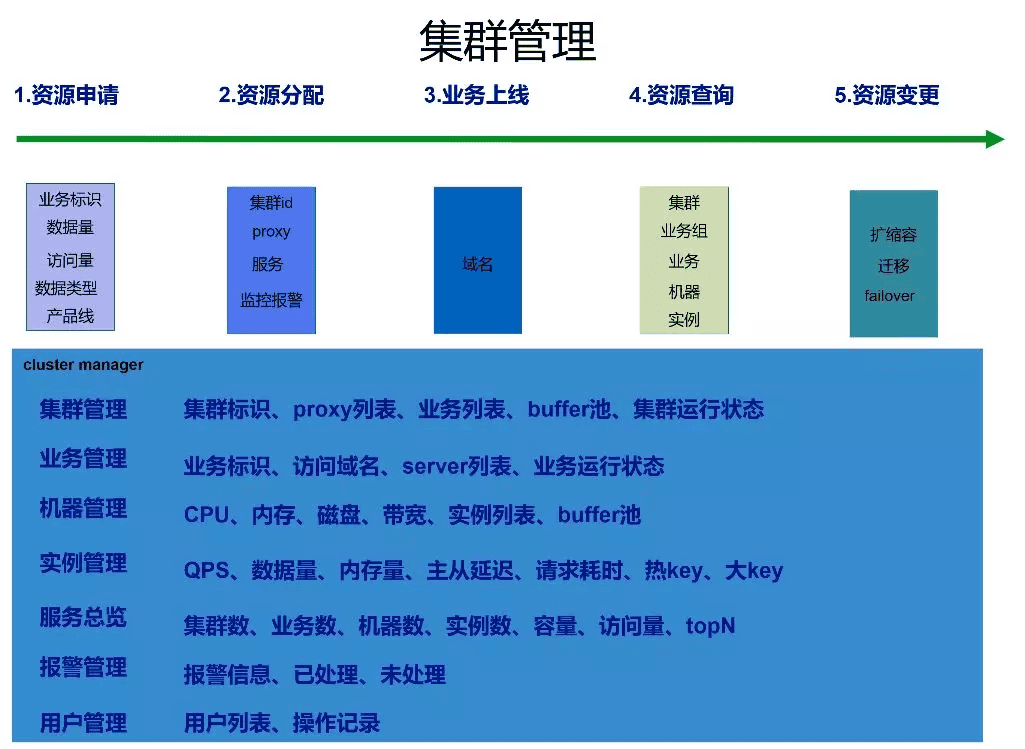 集群管理
1.资源申请 2.资源分配 3.业务上线 4.资源查询 5.资源变更
业务标识
数据量
访问量
数据类型
产品线
集群id
proxy
服务
监控报警
域名
集群
业务组
业务
机器
实例
扩缩容
迁移
failover
cluster manager
集群管理 集群标识、proxy列表、业务列表、buffer池、集群运行状态
业务管理 业务标识、访问域名、server列表、业务运行状态
机器管理 CPU、内存、磁盘、带宽、实例列表、buffer池
实例管理 QPS、数据量、内存量、主从延迟、请求耗时、热key、大key
服务总览 集群数、业务数、机器数、实例数、容量、访问量、topN
报警管理 报警信息、已处理、未处理
用户管理 用户列表、操作记录